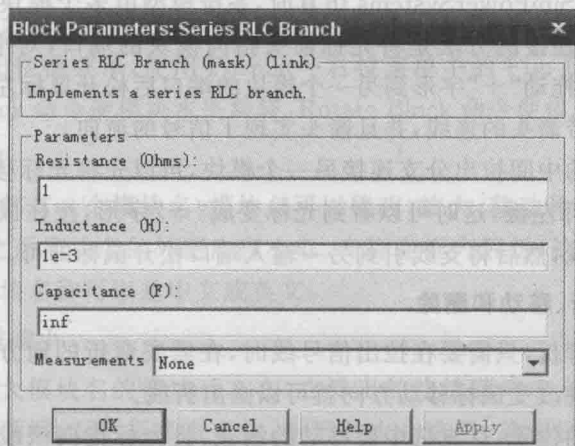 Block Parameters: Series RLC Branch
Series RLC Branch (mask) (link)
Implements a series RLC branch.
Parameters
Resistance (Ohms):
1
Inductance (H):
1e-3
Capacitance (F):
inf
Measurements None
OK Cancel Help Apply